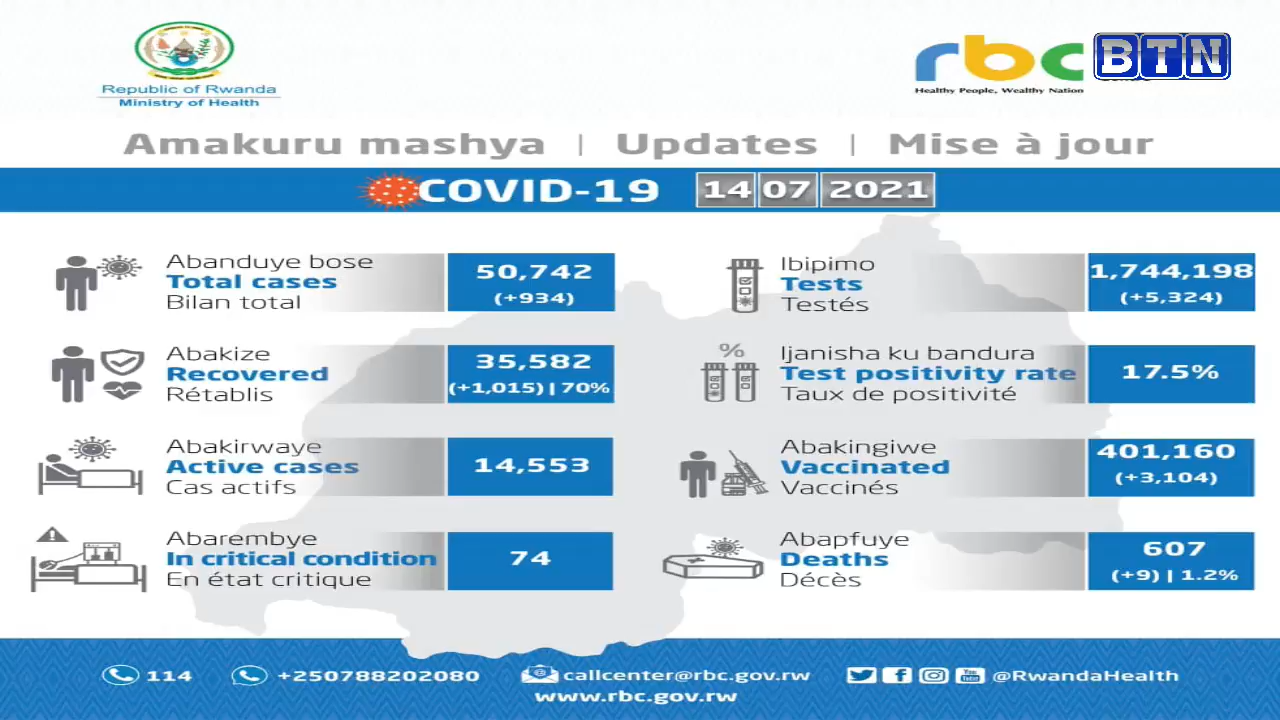 Republic of Rwanda
Ministry of Health
rbc
BTN
Healthy People, Wealthy Nation
Amakuru mashya | Updates | Mise à jour
COVID-19 14 07 2021
Abanduye bose
Total cases
Bilan total
50,742
(+934)
Ibipimo
Tests
Testés
1,744,198
(+5,324)
Abakize
Recovered
Rétablis
35,582
(+1,015) | 70%
%
Ijanisha ku bandura
Test positivity rate
Taux de positivité
17.5%
Abakirwaye
Active cases
Cas actifs
14,553
Abakingiwe
Vaccinated
Vaccinés
401,160
(+3,104)
Abarembye
In critical condition
En état critique
74
Abapfuye
Deaths
Décès
607
(+9) | 1.2%
114 +250788202080 callcenter@rbc.gov.rw You Tube @RwandaHealth
www.rbc.gov.rw